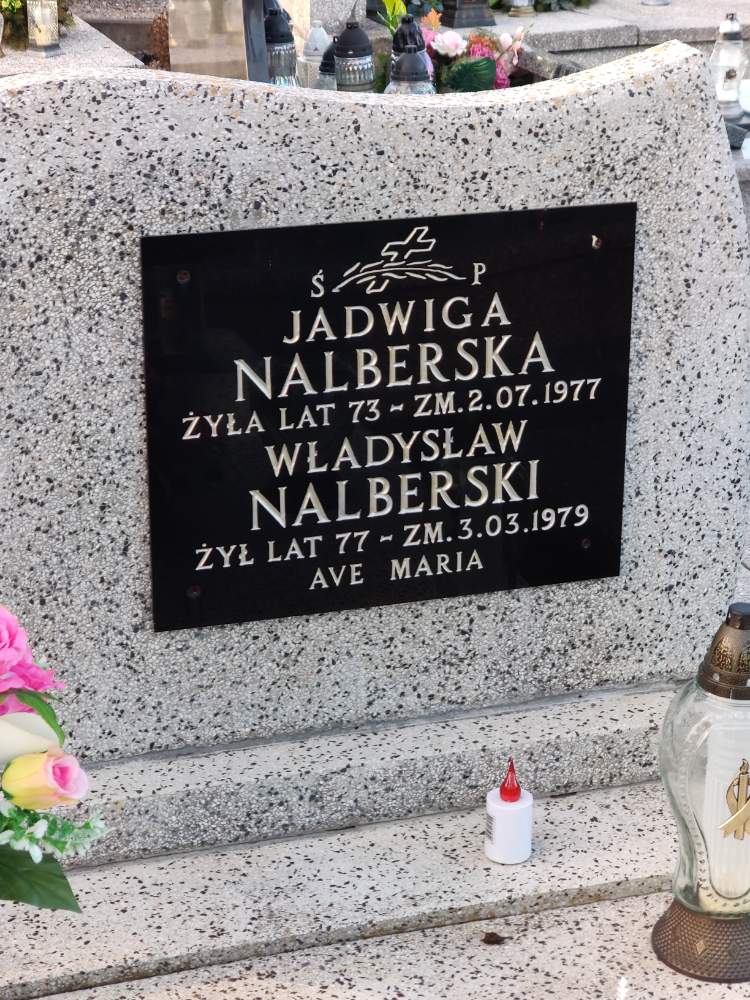 Ś P
JADWIGA
NALBERSKA
ŻYŁA LAT 73 - ZM. 2.07.1977
WŁADYSŁAW
NALBERSKI
ŻYŁ LAT 77 - ZM. 3.03.1979
AVE MARIA